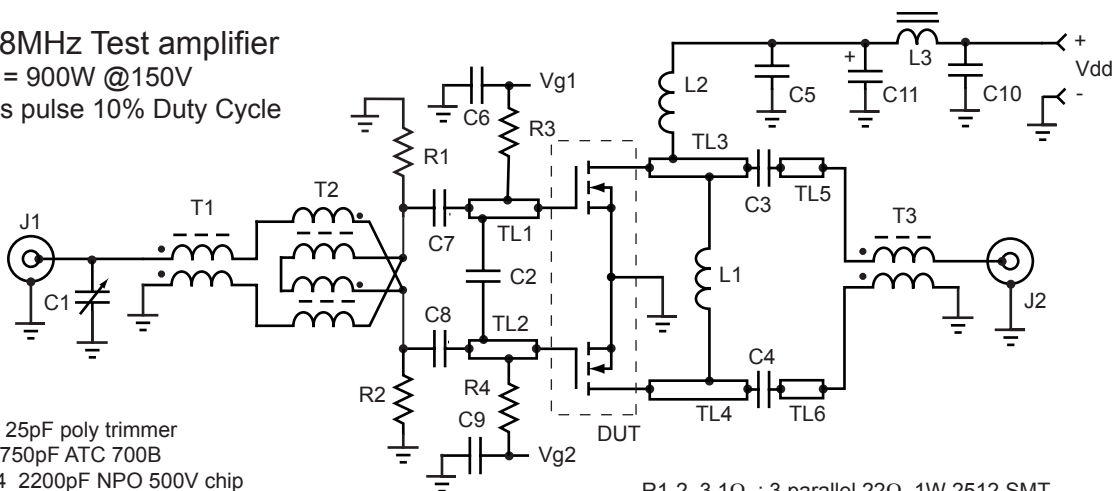 8MHz Test amplifier
= 900W @150V
s pulse 10% Duty Cycle
Vg1
C6
R3
R1
L2
C5
+
C11
L3
C10
+
Vdd
-
J1
T1
T2
C7
TL1
TL3
C3
TL5
T3
C1
C2
L1
J2
C8
TL2
C4
R2
R4
C9
TL4
TL6
DUT
Vg2
25pF poly trimmer
750pF ATC 700B
4 2200pF NPO 500V chip